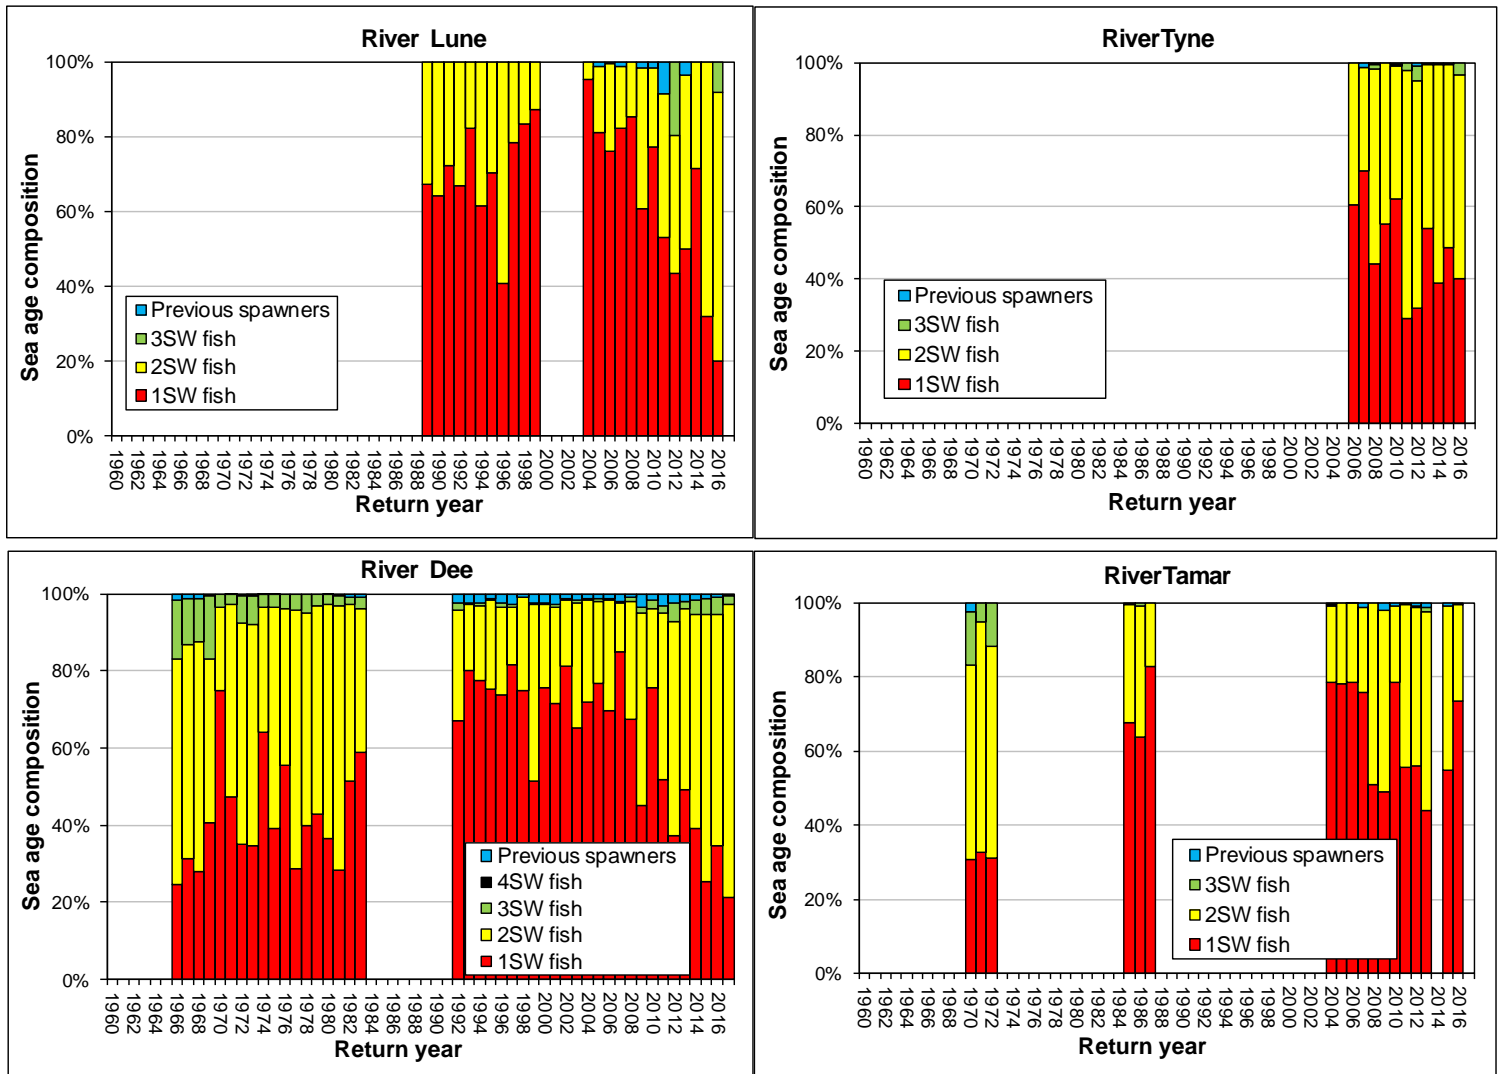 River Lune
100%
80%
60%
40%
20%
0%
Sea age composition
Previous spawners
3SW fish
2SW fish
1SW fish
1960 1962 1964 1966 1968 1970 1972 1974 1976 1978 1980 1982 1984 1986 1988 1990 1992 1994 1996 1998 2000 2002 2004 2006 2008 2010 2012 2014 2016
Return year
RiverTyne
100%
80%
60%
40%
20%
0%
Sea age composition
Previous spawners
3SW fish
2SW fish
1SW fish
1960 1962 1964 1966 1968 1970 1972 1974 1976 1978 1980 1982 1984 1986 1988 1990 1992 1994 1996 1998 2000 2002 2004 2006 2008 2010 2012 2014 2016
Return year
River Dee
100%
80%
60%
40%
20%
0%
Sea age composition
Previous spawners
4SW fish
3SW fish
2SW fish
1SW fish
1960 1962 1964 1966 1968 1970 1972 1974 1976 1978 1980 1982 1984 1986 1988 1990 1992 1994 1996 1998 2000 2002 2004 2006 2008 2010 2012 2014 2016
Return year
RiverTamar
100%
80%
60%
40%
20%
0%
Sea age composition
Previous spawners
3SW fish
2SW fish
1SW fish
1960 1962 1964 1966 1968 1970 1972 1974 1976 1978 1980 1982 1984 1986 1988 1990 1992 1994 1996 1998 2000 2002 2004 2006 2008 2010 2012 2014 2016
Return year